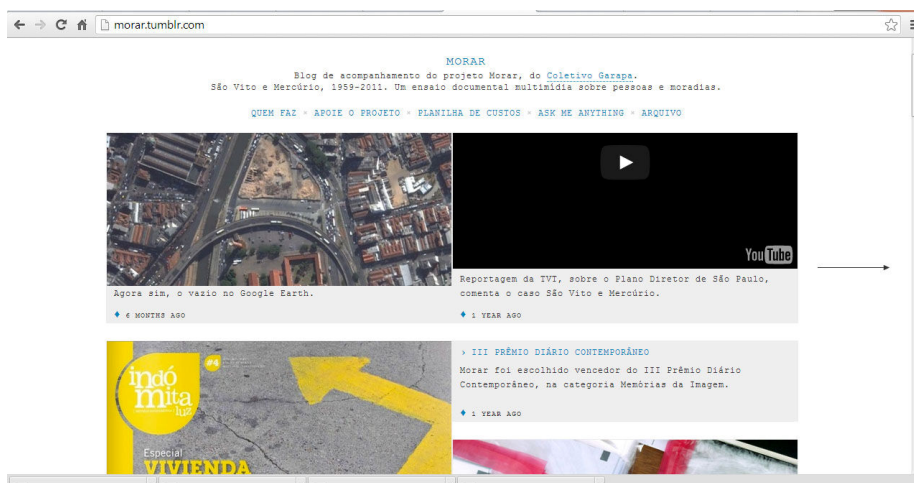 morar.tumblr.com
MORAR
Blog de acompanhamento do projeto Morar, do Coletivo Garapa.
São Vito e Mercúrio, 1959-2011. Um ensaio documental multimídia sobre pessoas e moradias.
QUEM FAZ × APOIE O PROJETO × PLANILHA DE CUSTOS × ASK ME ANYTHING × ARQUIVO
YouTube
Agora sim, o vazio no Google Earth.
♦ 6 MONTHS AGO
Reportagem da TVT, sobre o Plano Diretor de São Paulo,
comenta o caso São Vito e Mercúrio.
♦ 1 YEAR AGO
#4
indó
mita
luz
Especial
VIVIENDA
› III PRÊMIO DIÁRIO CONTEMPORÂNEO
Morar foi escolhido vencedor do III Prêmio Diário
Contemporâneo, na categoria Memórias da Imagem.
♦ 1 YEAR AGO